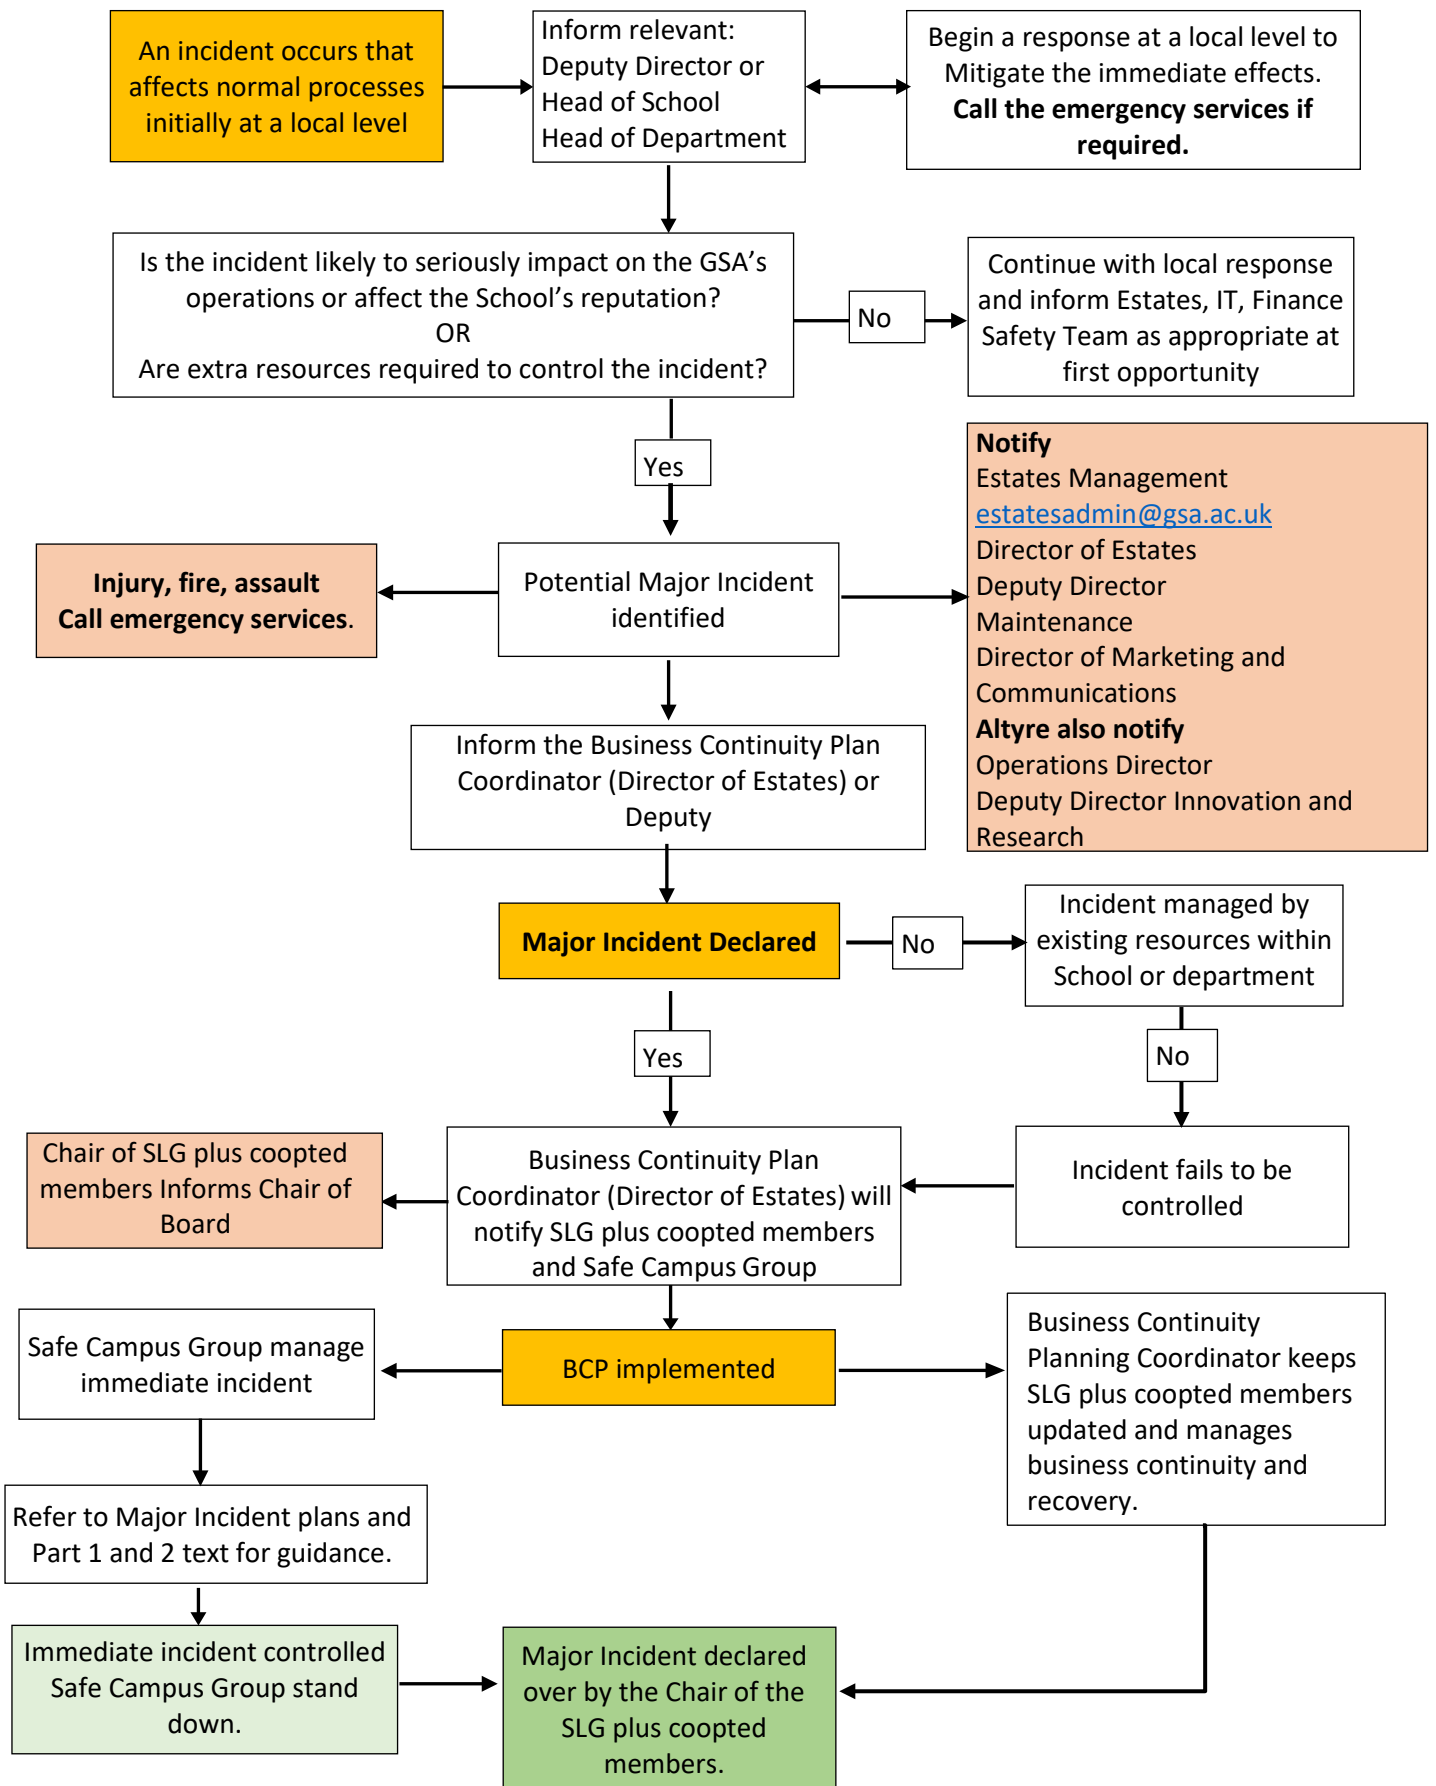 An incident occurs that
affects normal processes
initially at a local level
Inform relevant:
Deputy Director or
Head of School
Head of Department
Begin a response at a local level to
Mitigate the immediate effects.
Call the emergency services if
required.
Is the incident likely to seriously impact on the GSA’s
operations or affect the School’s reputation?
OR
Are extra resources required to control the incident?
No
Continue with local response
and inform Estates, IT, Finance
Safety Team as appropriate at
first opportunity
Yes
Injury, fire, assault
Call emergency services.
Potential Major Incident
identified
Notify
Estates Management
estatesadmin@gsa.ac.uk
Director of Estates
Deputy Director
Maintenance
Director of Marketing and
Communications
Altyre also notify
Operations Director
Deputy Director Innovation and
Research
Inform the Business Continuity Plan
Coordinator (Director of Estates) or
Deputy
Major Incident Declared
No
Incident managed by
existing resources within
School or department
Yes
No
Chair of SLG plus coopted
members Informs Chair of
Board
Business Continuity Plan
Coordinator (Director of Estates) will
notify SLG plus coopted members
and Safe Campus Group
Incident fails to be
controlled
Safe Campus Group manage
immediate incident
BCP implemented
Business Continuity
Planning Coordinator keeps
SLG plus coopted members
updated and manages
business continuity and
recovery.
Refer to Major Incident plans and
Part 1 and 2 text for guidance.
Immediate incident controlled
Safe Campus Group stand
down.
Major Incident declared
over by the Chair of the
SLG plus coopted
members.